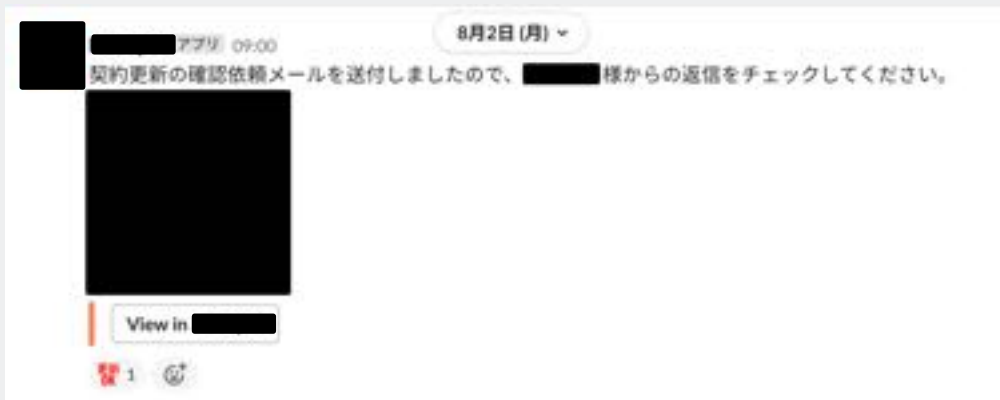 8月2日 (月)
アプリ 09:00
契約更新の確認依頼メールを送付しましたので、 様からの返信をチェックしてください。
View in
1